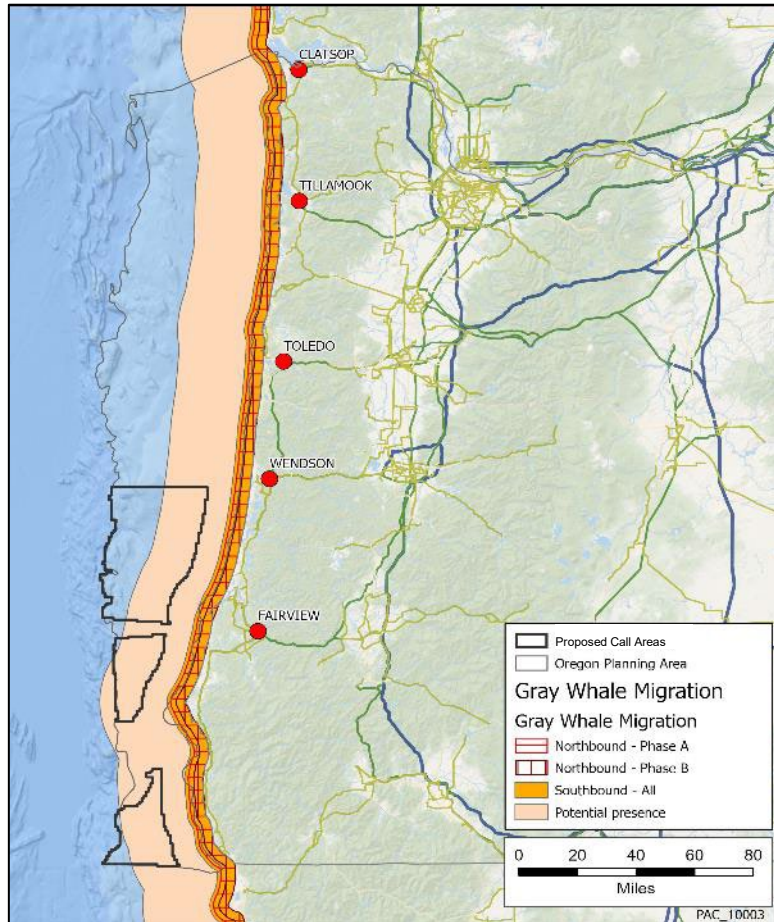 CLATSOP
TILLAMOOK
TOLEDO
WENDSON
FAIRVIEW
Proposed Call Areas
Oregon Planning Area
Gray Whale Migration
Gray Whale Migration
Northbound - Phase A
Northbound - Phase B
Southbound - All
Potential presence
0 20 40 60 80
Miles
PAC_10003